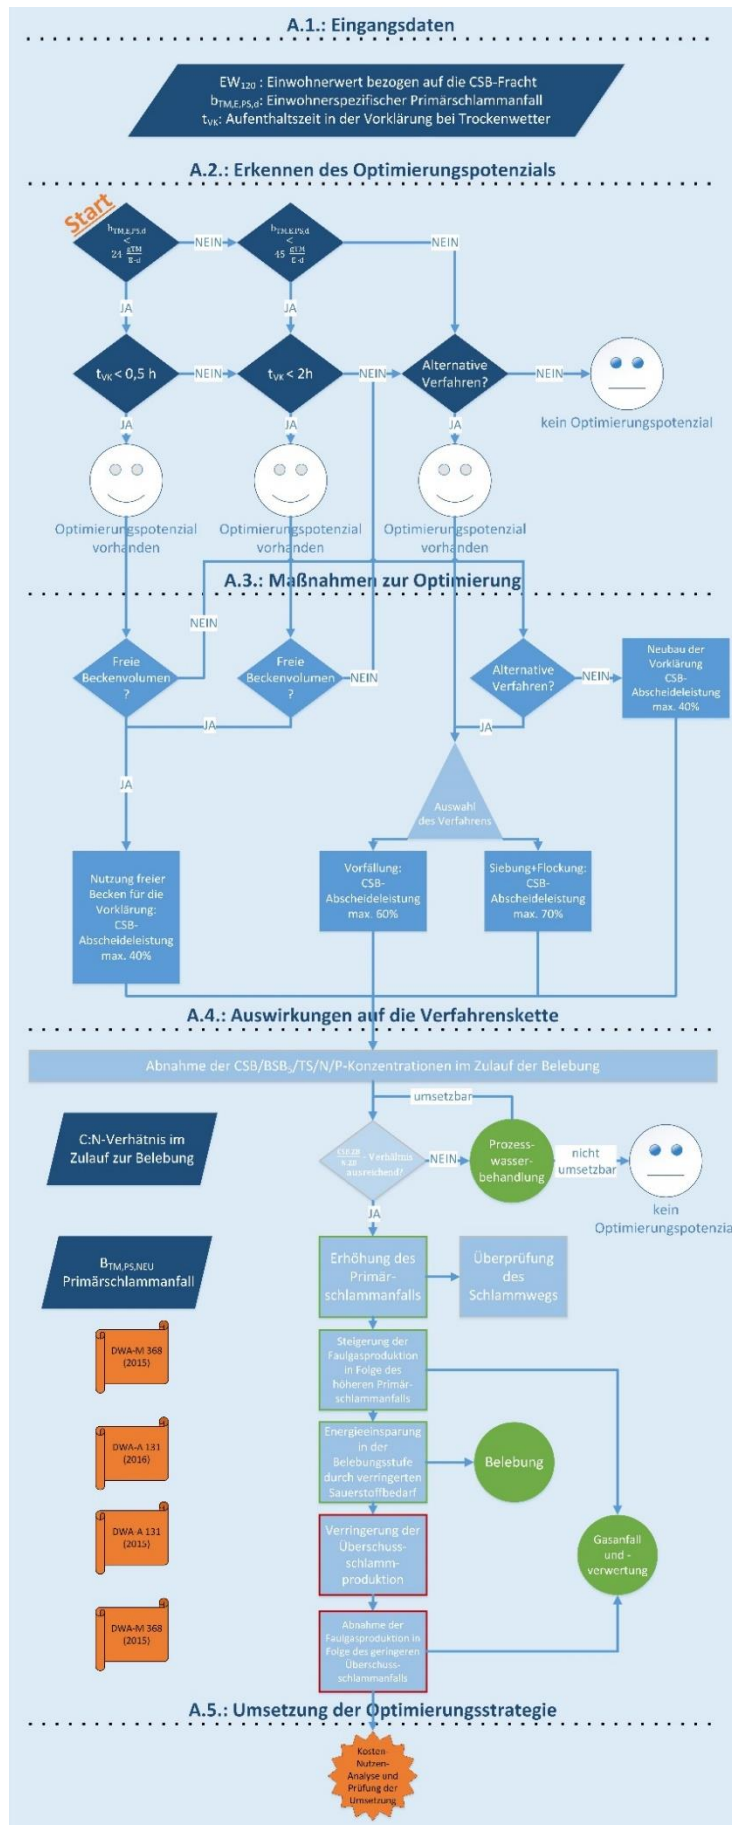 A.1.: Eingangsdaten
EW120 : Einwohnerwert bezogen auf die CSB-Fracht
bTM,E,PS,d: Einwohnerspezifischer Primärschlammanfall
tVK: Aufenthaltszeit in der Vorklärung bei Trockenwetter
A.2.: Erkennen des Optimierungspotenzials
Start
bTM,E,PS,d
<
24 gTM/E·d
NEIN
bTM,E,PS,d
<
45 gTM/E·d
NEIN
JA
JA
tVK < 0,5 h
NEIN
tVK < 2h
NEIN
Alternative
Verfahren?
NEIN
kein Optimierungspotenzial
JA
JA
JA
Optimierungspotenzial
vorhanden
Optimierungspotenzial
vorhanden
Optimierungspotenzial
vorhanden
A.3.: Maßnahmen zur Optimierung
NEIN
Freie
Beckenvolumen
?
Freie
Beckenvolumen
?
NEIN
Alternative
Verfahren?
NEIN
Neubau der
Vorklärung
CSB-
Abscheideleistung
max. 40%
JA
JA
JA
Auswahl
des Verfahrens
Nutzung freier
Becken für die
Vorklärung:
CSB-
Abscheideleistung
max. 40%
Vorfällung:
CSB-
Abscheideleistung
max. 60%
Siebung+Flockung:
CSB-
Abscheideleistung
max. 70%
A.4.: Auswirkungen auf die Verfahrenskette
Abnahme der CSB/BSB5/TS/N/P-Konzentrationen im Zulauf der Belebung
umsetzbar
C:N-Verhätnis im
Zulauf zur Belebung
- Verhältnis
ausreichend?
NEIN
Prozess-
wasser-
behandlung
nicht
umsetzbar
kein
Optimierungspotenzia
JA
BTM,PS,NEU
Primärschlammanfall
Erhöhung des
Primär-
schlammanfalls
Überprüfung
des
Schlammwegs
DWA-M 368
(2015)
Steigerung der
Faulgasproduktion
in Folge des
höheren Primär-
schlammanfalls
DWA-A 131
(2016)
Energieeinsparung
in der
Belebungsstufe
durch verringerten
Sauerstoffbedarf
Belebung
DWA-A 131
(2015)
Verringerung der
Überschuss-
schlamm-
produktion
Gasanfall
und -
verwertung
DWA-M 368
(2015)
Abnahme der
Faulgasproduktion in
Folge des geringeren
Überschuss-
schlammanfalls
A.5.: Umsetzung der Optimierungsstrategie
Kosten-
Nutzen-
Analyse und
Prüfung der
Umsetzung